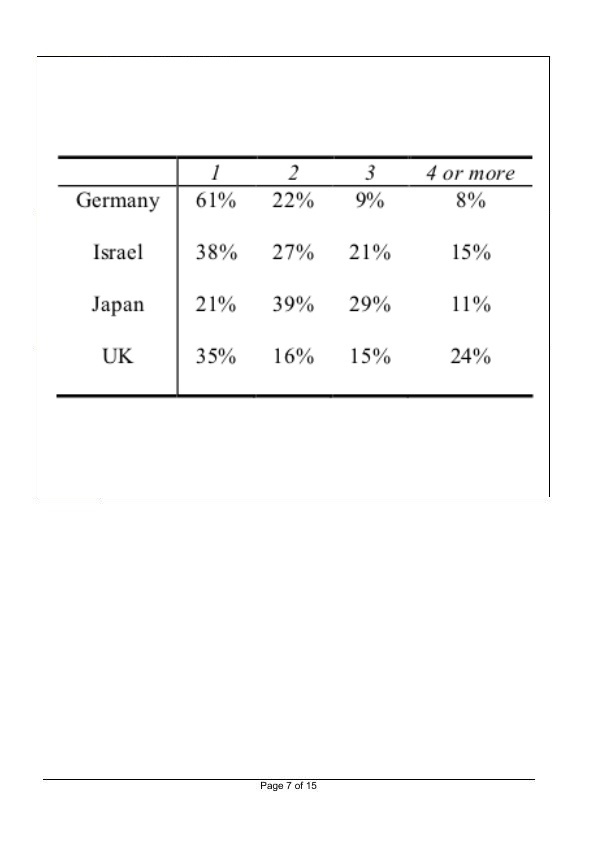 1 2 3 4 or more
Germany 61% 22% 9% 8%
Israel 38% 27% 21% 15%
Japan 21% 39% 29% 11%
UK 35% 16% 15% 24%
Page 7 of 15